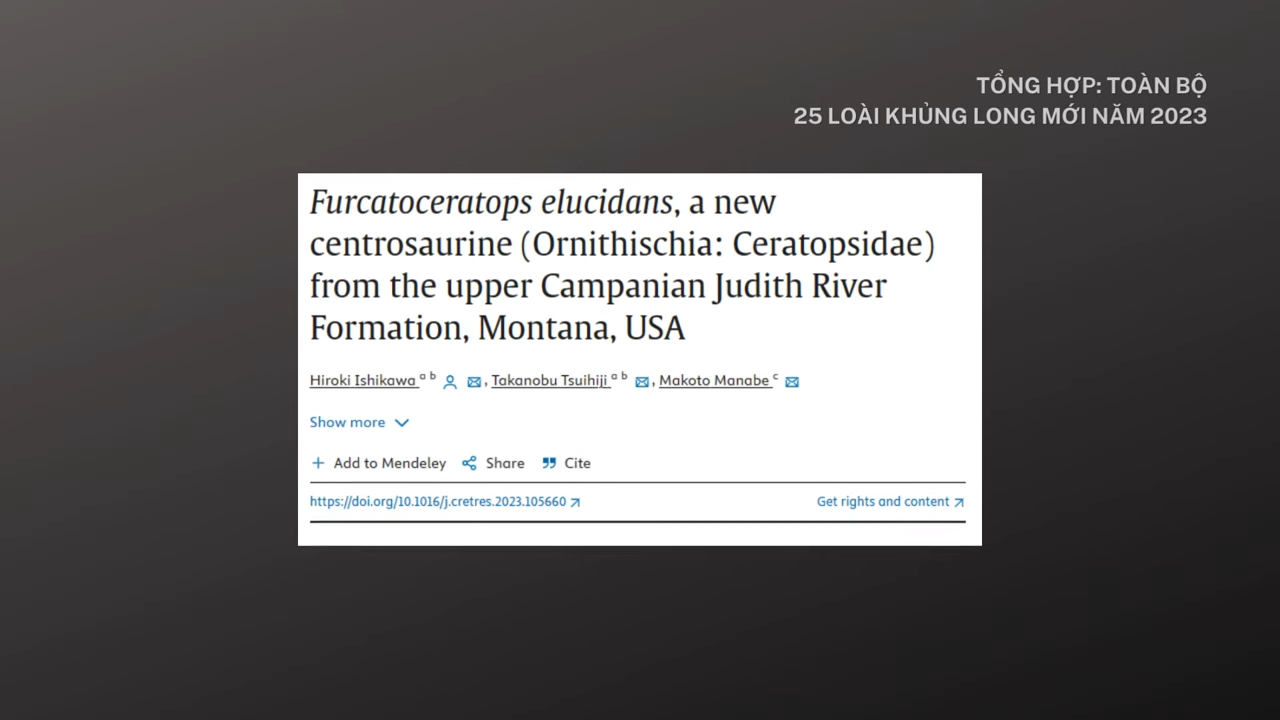 TỔNG HỢP: TOÀN BỘ
25 LOÀI KHỦNG LONG MỚI NĂM 2023
Furcatoceratops elucidans, a new
centrosaurine (Ornithischia: Ceratopsidae)
from the upper Campanian Judith River
Formation, Montana, USA
Hiroki Ishikawa a b, Takanobu Tsuihiji a b, Makoto Manabe c
Show more
Add to Mendeley Share Cite
https://doi.org/10.1016/j.cretres.2023.105660 Get rights and content